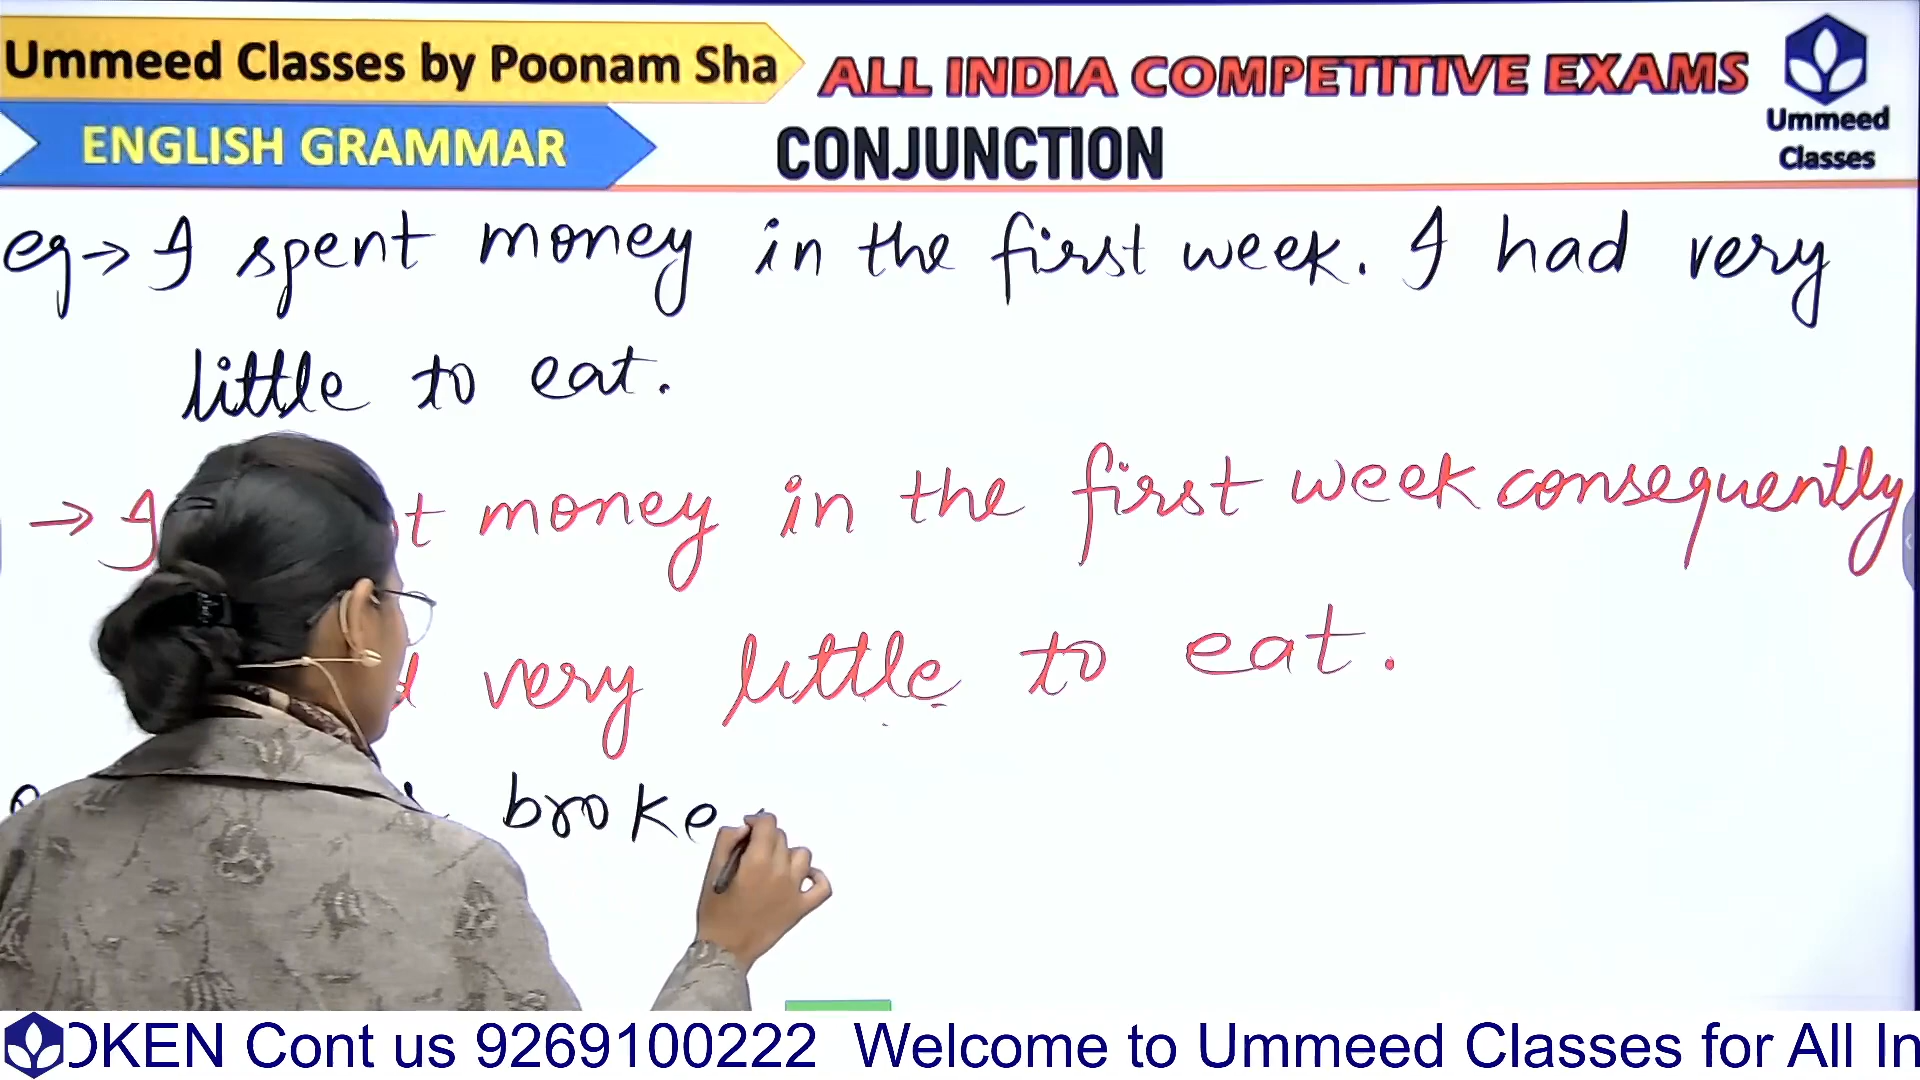 Ummeed Classes by Poonam Sha
ALL INDIA COMPETITIVE EXAMS
Ummeed
Classes
ENGLISH GRAMMAR
CONJUNCTION
eg→ I spent money in the first week. I had very
little to eat.
→ I money in the first week consequently
very little to eat.
broke
OKEN Cont us 9269100222 Welcome to Ummeed Classes for All In